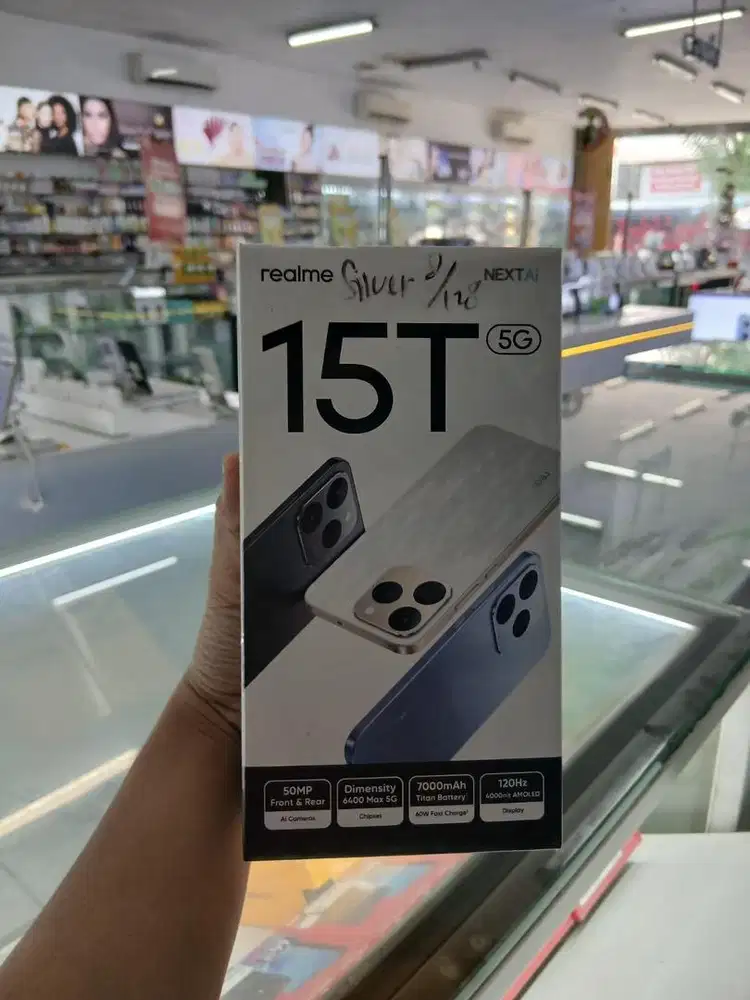 realme Silver 8/128 NEXTAi
15T 5G
50MP
Front & Rear
AI Cameras
Dimensity
6400 Max 5G
Chipset
7000mAh
Titan Battery
60W Fast Charge
120Hz
4000nit AMOLED
Display